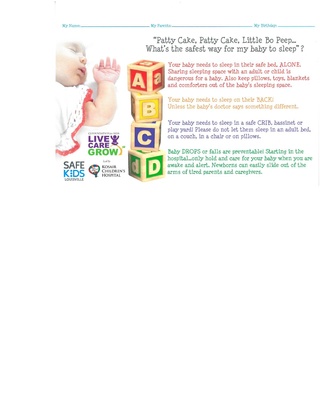 My Name: My Parents: My Birthday:
"Patty Cake, Patty Cake, Little Bo Peep...
What's the safest way for my baby to sleep"?
Your baby needs to sleep in their safe bed, ALONE.
Sharing sleeping space with an adult or child is
dangerous for a baby. Also keep pillows, toys, blankets
and comforters out of the baby's sleeping space.
A
Your baby needs to sleep on their BACK!
Unless the baby's doctor says something different.
B
Your baby needs to sleep in a safe CRIB, bassinet or
play yard! Please do not let them sleep in an adult bed,
on a couch, in a chair or on pillows.
C
Baby DROPS or falls are preventable! Starting in the
hospital...only hold and care for your baby when you are
awake and alert. Newborns can easily slide out of the
arms of tired parents and caregivers.
d D
LIVE
CARE
GROW
SAFE
KIDS
LOUISVILLE
KOSAIR
CHILDREN'S
HOSPITAL